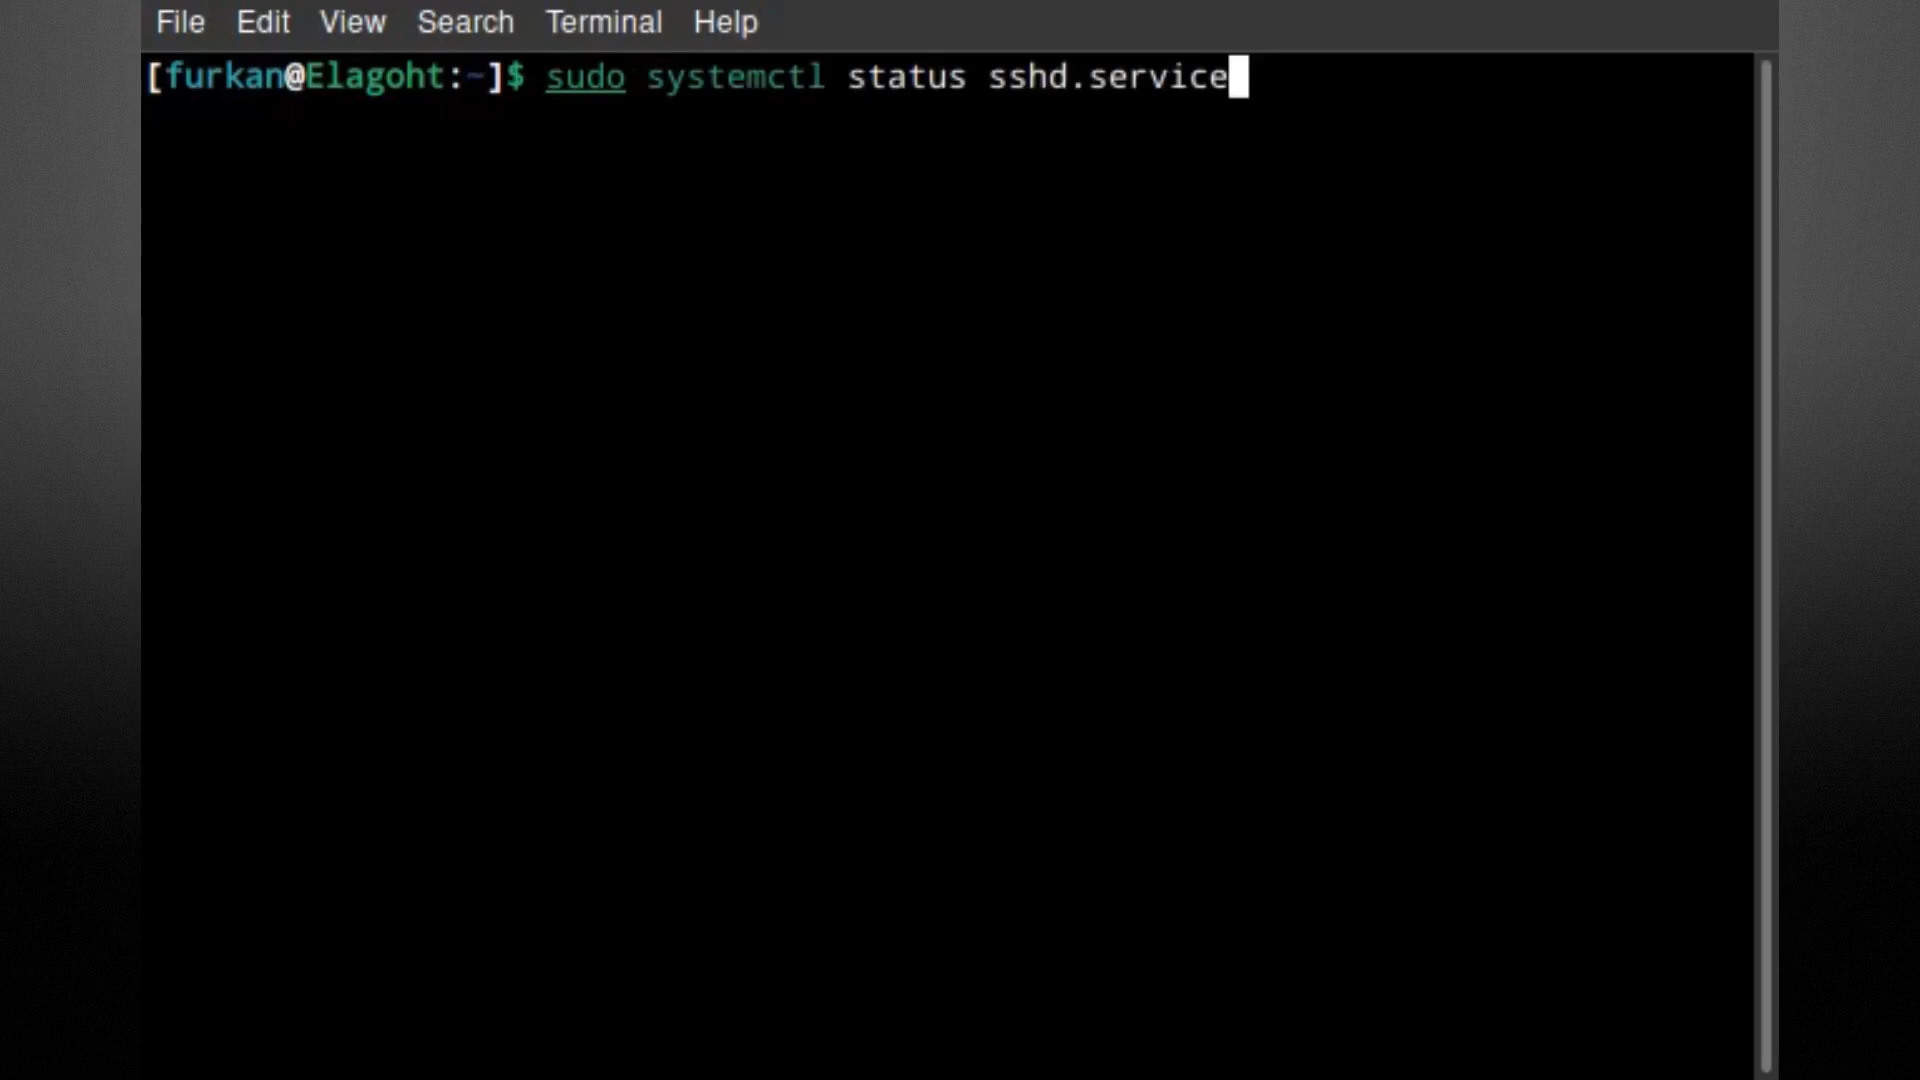 File Edit View Search Terminal Help
[furkan@Elagoht:~]$ sudo systemctl status sshd.service